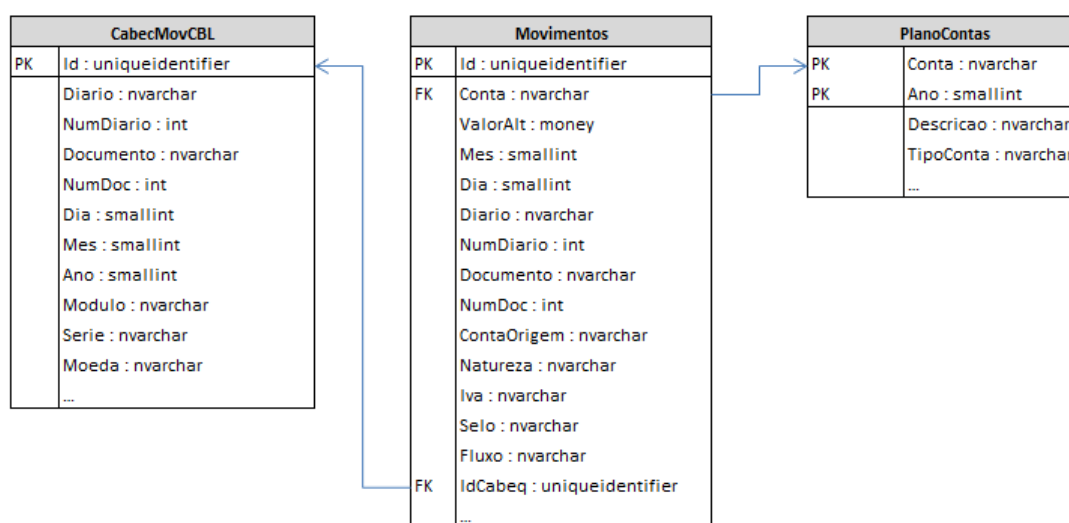 CabecMovCBL
PK Id : uniqueidentifier
Diario : nvarchar
NumDiario : int
Documento : nvarchar
NumDoc : int
Dia : smallint
Mes : smallint
Ano : smallint
Modulo : nvarchar
Serie : nvarchar
Moeda : nvarchar
...
Movimentos
PK Id : uniqueidentifier
FK Conta : nvarchar
ValorAlt : money
Mes : smallint
Dia : smallint
Diario : nvarchar
NumDiario : int
Documento : nvarchar
NumDoc : int
ContaOrigem : nvarchar
Natureza : nvarchar
Iva : nvarchar
Selo : nvarchar
Fluxo : nvarchar
FK IdCabeq : uniqueidentifier
...
PlanoContas
PK Conta : nvarchar
PK Ano : smallint
Descricao : nvarchar
TipoConta : nvarchar
...